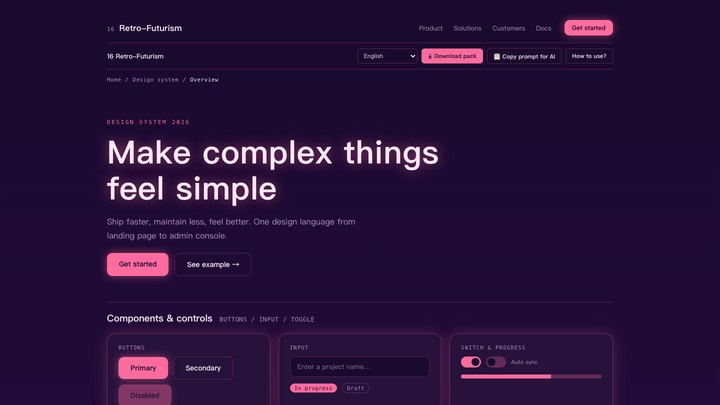 16 Retro-Futurism
Product Solutions Customers Docs Get started
16 Retro-Futurism
English Download pack Copy prompt for AI How to use?
Home / Design system / Overview
DESIGN SYSTEM 2026
Make complex things
feel simple
Ship faster, maintain less, feel better. One design language from
landing page to admin console.
Get started See example →
Components & controls BUTTONS / INPUT / TOGGLE
BUTTONS
Primary Secondary
Disabled
INPUT
Enter a project name...
In progress Draft
SWITCH & PROGRESS
Auto sync